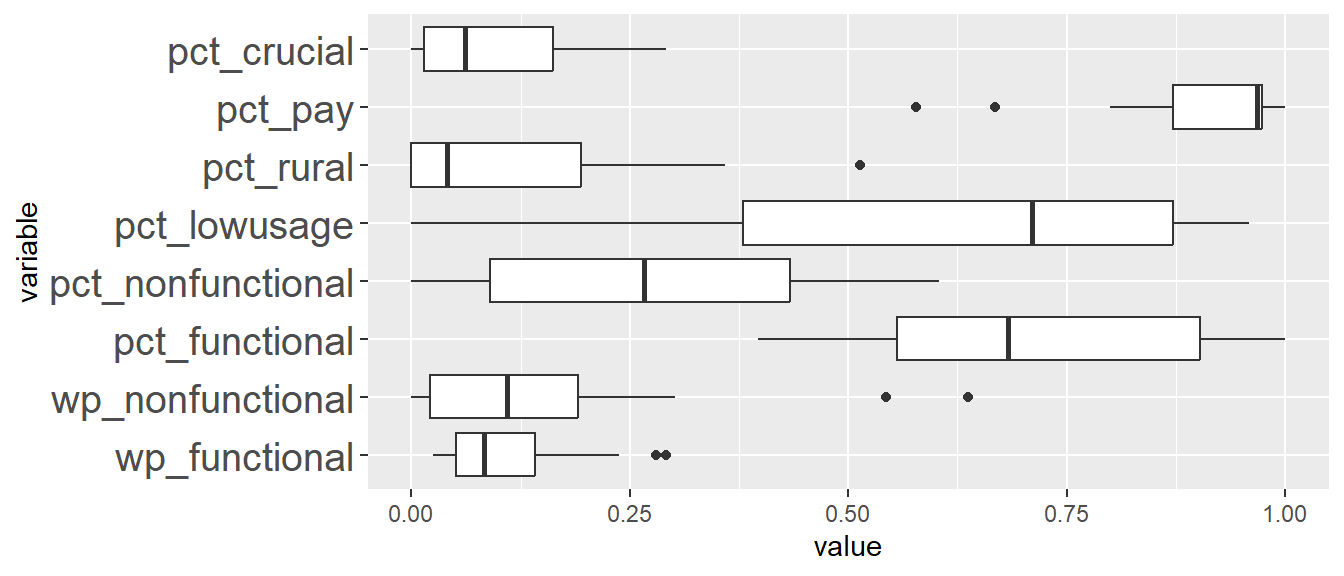 pct_crucial
pct_pay
pct_rural
pct_lowusage
pct_nonfunctional
pct_functional
wp_nonfunctional
wp_functional
variable
0.00 0.25 0.50 0.75 1.00
value